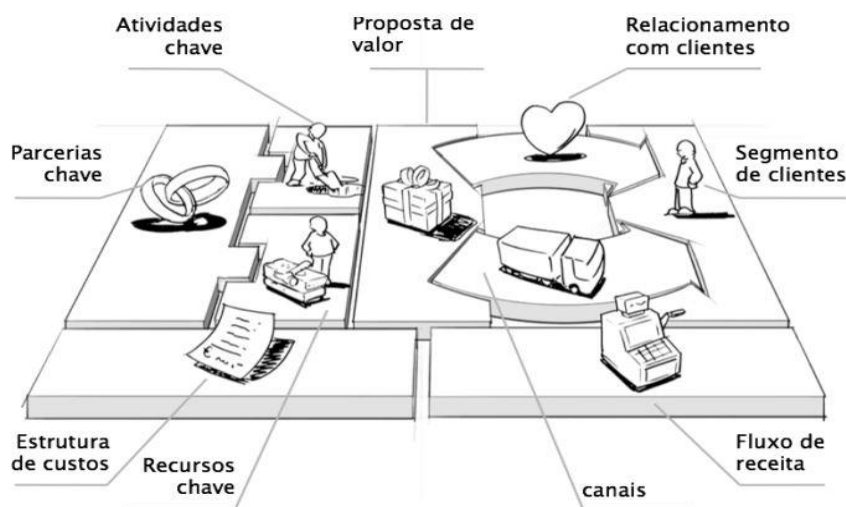 Atividades
chave
Proposta de
valor
Relacionamento
com clientes
Parcerias
chave
Segmento
de clientes
Estrutura
de custos
Recursos
chave
canais
Fluxo de
receita